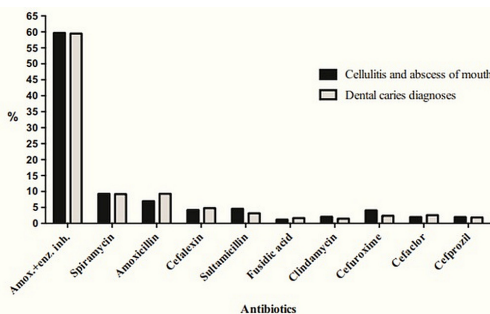 65
60
55
50
45
40
35
30
25
20
15
10
5
0
%
Cellulitis and abscess of mouth
Dental caries diagnoses
Amox.+enz. inh.
Spiramycin
Amoxicillin
Cefalexin
Sultamicillin
Fusidic acid
Clindamycin
Cefuroxime
Cefaclor
Cefprozil
Antibiotics